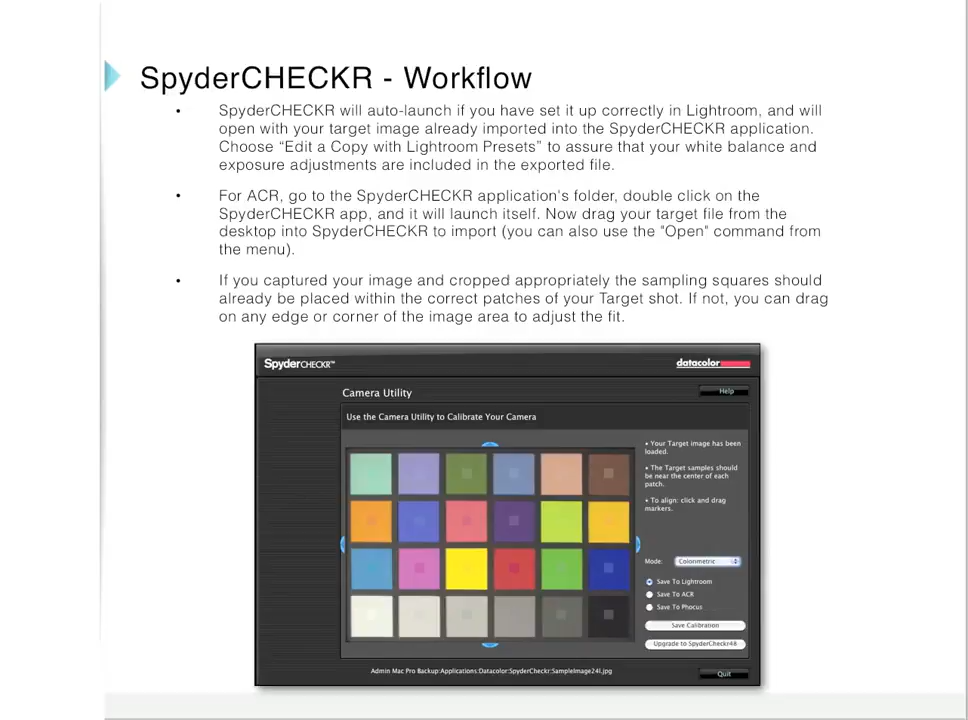 SpyderCHECKR - Workflow
• SpyderCHECKR will auto-launch if you have set it up correctly in Lightroom, and will
open with your target image already imported into the SpyderCHECKR application.
Choose “Edit a Copy with Lightroom Presets” to assure that your white balance and
exposure adjustments are included in the exported file.
• For ACR, go to the SpyderCHECKR application's folder, double click on the
SpyderCHECKR app, and it will launch itself. Now drag your target file from the
desktop into SpyderCHECKR to import (you can also use the "Open" command from
the menu).
• If you captured your image and cropped appropriately the sampling squares should
already be placed within the correct patches of your Target shot. If not, you can drag
on any edge or corner of the image area to adjust the fit.
SpyderCHECKR™
datacolor
Camera Utility
Help
Use the Camera Utility to Calibrate Your Camera
• Your Target image has been
loaded.
• The Target samples should
be near the center of each
patch.
• To align: click and drag
markers.
Mode: Colorimetric
Save To Lightroom
Save To ACR
Save To Phocus
Save Calibration
Upgrade to SpyderCheckr48
Admin Mac Pro Backup:Applications:Datacolor:SpyderCheckr:SampleImage24I.jpg
Quit